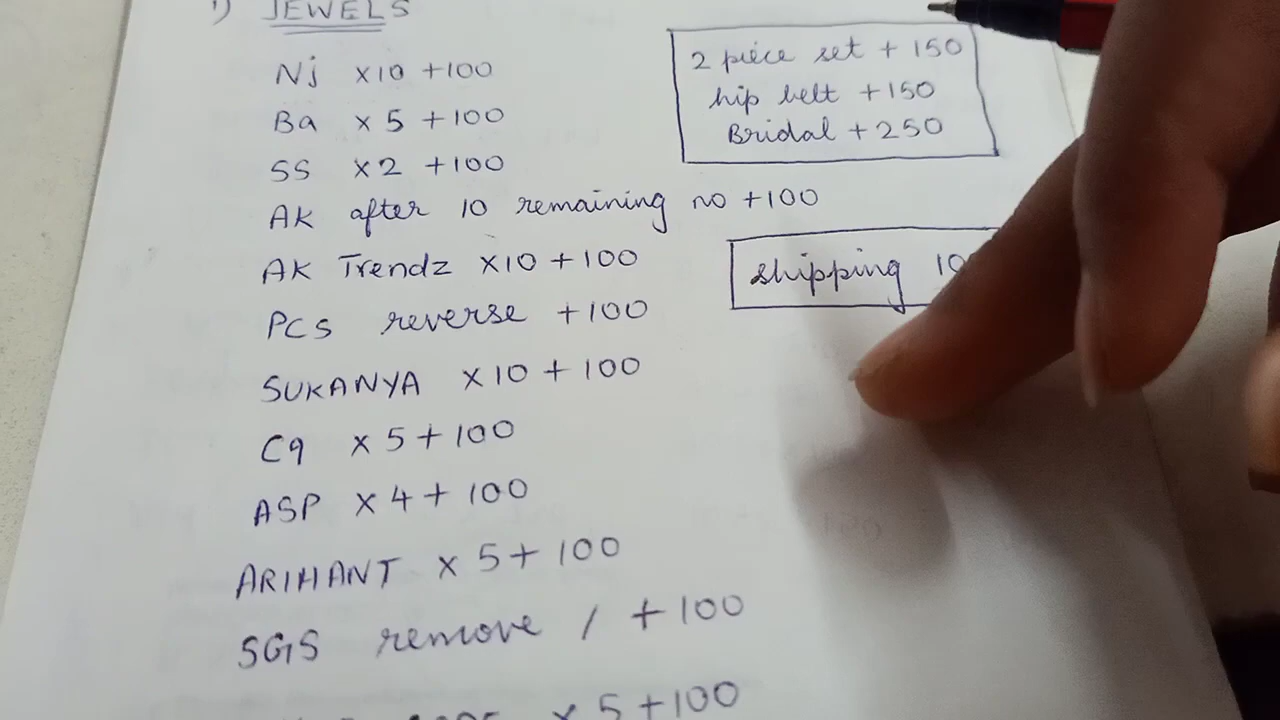 1) JEWELS
Nj x10 +100
Ba x 5 +100
SS x2 +100
AK after 10 remaining no +100
AK Trendz x10 +100
PCS reverse +100
SUKANYA x10 + 100
C9 x 5 + 100
ASP x 4 + 100
ARIHANT x 5 + 100
SGS remove / +100
x 5 +100
2 piece set + 150
hip belt +150
Bridal + 250
shipping